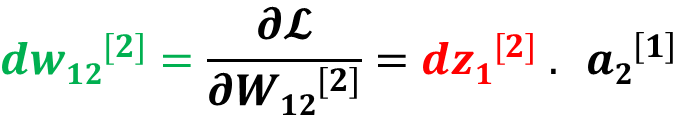 dw₁₂^[2] = ∂ℒ / ∂W₁₂^[2] = dz₁^[2] . a₂^[1]